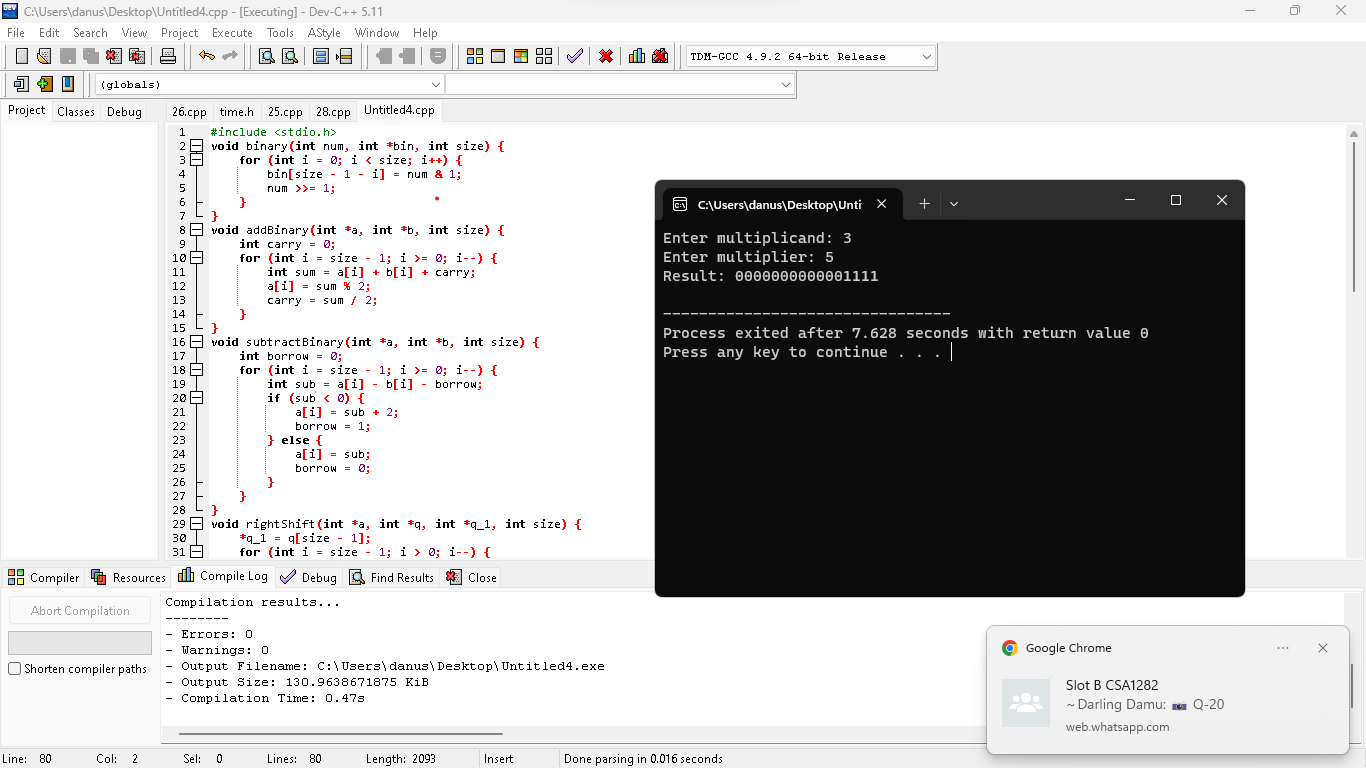 C:\Users\danus\Desktop\Untitled4.cpp - [Executing] - Dev-C++ 5.11
File Edit Search View Project Execute Tools AStyle Window Help
TDM-GCC 4.9.2 64-bit Release
(globals)
Project Classes Debug
26.cpp time.h 25.cpp 28.cpp Untitled4.cpp
1 #include <stdio.h>
2 void binary(int num, int *bin, int size) {
3 for (int i = 0; i < size; i++) {
4 bin[size - 1 - i] = num & 1;
5 num >>= 1;
6 }
7 }
8 void addBinary(int *a, int *b, int size) {
9 int carry = 0;
10 for (int i = size - 1; i >= 0; i--) {
11 int sum = a[i] + b[i] + carry;
12 a[i] = sum % 2;
13 carry = sum / 2;
14 }
15 }
16 void subtractBinary(int *a, int *b, int size) {
17 int borrow = 0;
18 for (int i = size - 1; i >= 0; i--) {
19 int sub = a[i] - b[i] - borrow;
20 if (sub < 0) {
21 a[i] = sub + 2;
22 borrow = 1;
23 } else {
24 a[i] = sub;
25 borrow = 0;
26 }
27 }
28 }
29 void rightShift(int *a, int *q, int *q_1, int size) {
30 *q_1 = q[size - 1];
31 for (int i = size - 1; i > 0; i--) {
C:\Users\danus\Desktop\Unti
Enter multiplicand: 3
Enter multiplier: 5
Result: 0000000000001111
--------------------------------
Process exited after 7.628 seconds with return value 0
Press any key to continue . . .
Compiler Resources Compile Log Debug Find Results Close
Abort Compilation
Shorten compiler paths
Compilation results...
--------
- Errors: 0
- Warnings: 0
- Output Filename: C:\Users\danus\Desktop\Untitled4.exe
- Output Size: 130.9638671875 KiB
- Compilation Time: 0.47s
Google Chrome
Slot B CSA1282
~ Darling Damu: 📷 Q-20
web.whatsapp.com
Line: 80 Col: 2 Sel: 0 Lines: 80 Length: 2093 Insert Done parsing in 0.016 seconds